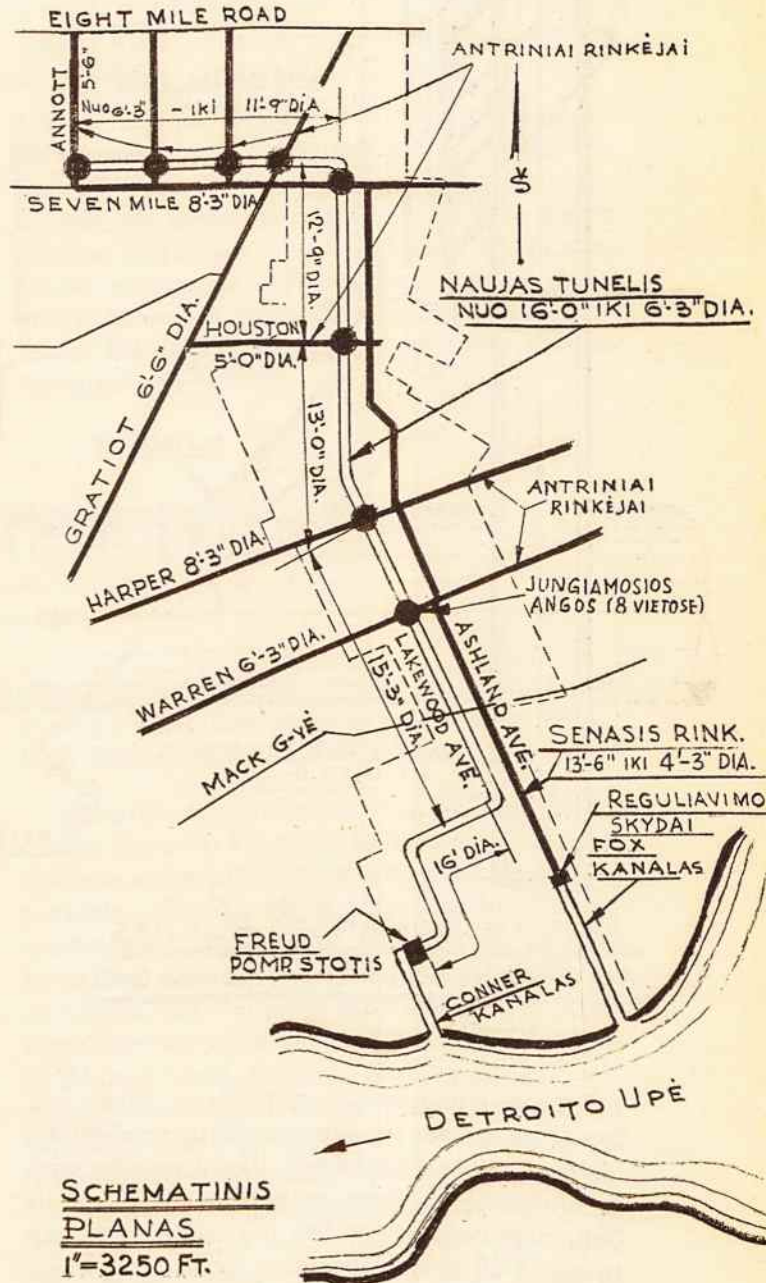 EIGHT MILE ROAD
ANTRINIAI RINKĖJAI
ANNOTT
5'-6"
NUO 6'-3" - IKI 11'-9" DIA
Š
SEVEN MILE 8'-3" DIA
12'-9" DIA.
NAUJAS TUNELIS
NUO 16'-0" IKI 6'-3" DIA.
HOUSTON
5'-0" DIA.
GRATIOT 6'-6" DIA.
13'-0" DIA.
ANTRINIAI
RINKĖJAI
HARPER 8'-3" DIA.
JUNGIAMOSIOS
ANGOS (8 VIETOSE)
WARREN 6'-3" DIA.
LAKEWOOD AVE.
15'-3" DIA
ASHLAND AVE.
MACK G-VĖ
SENASIS RINK.
13'-6" IKI 4'-3" DIA.
REGULIAVIMO
SKYDAI
FOX
KANALAS
16' DIA.
FREUD
POMP. STOTIS
CONNER
KANALAS
DETROITO UPĖ
SCHEMATINIS
PLANAS
1"=3250 FT.